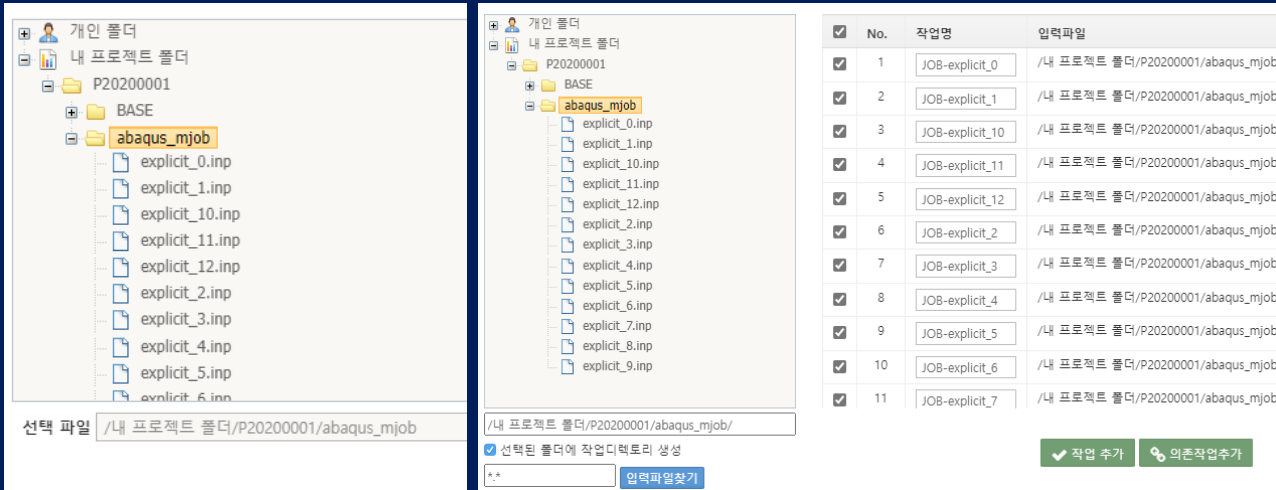 개인 폴더
내 프로젝트 폴더
P20200001
BASE
abaqus_mjob
explicit_0.inp
explicit_1.inp
explicit_10.inp
explicit_11.inp
explicit_12.inp
explicit_2.inp
explicit_3.inp
explicit_4.inp
explicit_5.inp
explicit_6.inp
선택 파일 /내 프로젝트 폴더/P20200001/abaqus_mjob
개인 폴더
내 프로젝트 폴더
P20200001
BASE
abaqus_mjob
explicit_0.inp
explicit_1.inp
explicit_10.inp
explicit_11.inp
explicit_12.inp
explicit_2.inp
explicit_3.inp
explicit_4.inp
explicit_5.inp
explicit_6.inp
explicit_7.inp
explicit_8.inp
explicit_9.inp
/내 프로젝트 폴더/P20200001/abaqus_mjob/
선택된 폴더에 작업디렉토리 생성
*.* 입력파일찾기
No. 작업명 입력파일
1 JOB-explicit_0 /내 프로젝트 폴더/P20200001/abaqus_mjob
2 JOB-explicit_1 /내 프로젝트 폴더/P20200001/abaqus_mjob
3 JOB-explicit_10 /내 프로젝트 폴더/P20200001/abaqus_mjob
4 JOB-explicit_11 /내 프로젝트 폴더/P20200001/abaqus_mjob
5 JOB-explicit_12 /내 프로젝트 폴더/P20200001/abaqus_mjob
6 JOB-explicit_2 /내 프로젝트 폴더/P20200001/abaqus_mjob
7 JOB-explicit_3 /내 프로젝트 폴더/P20200001/abaqus_mjob
8 JOB-explicit_4 /내 프로젝트 폴더/P20200001/abaqus_mjob
9 JOB-explicit_5 /내 프로젝트 폴더/P20200001/abaqus_mjob
10 JOB-explicit_6 /내 프로젝트 폴더/P20200001/abaqus_mjob
11 JOB-explicit_7 /내 프로젝트 폴더/P20200001/abaqus_mjob
작업 추가 의존작업추가